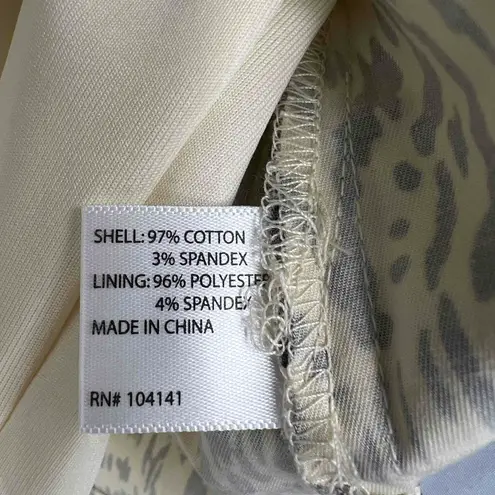 SHELL: 97% COTTON
3% SPANDEX
LINING: 96% POLYESTER
4% SPANDEX
MADE IN CHINA
RN# 104141